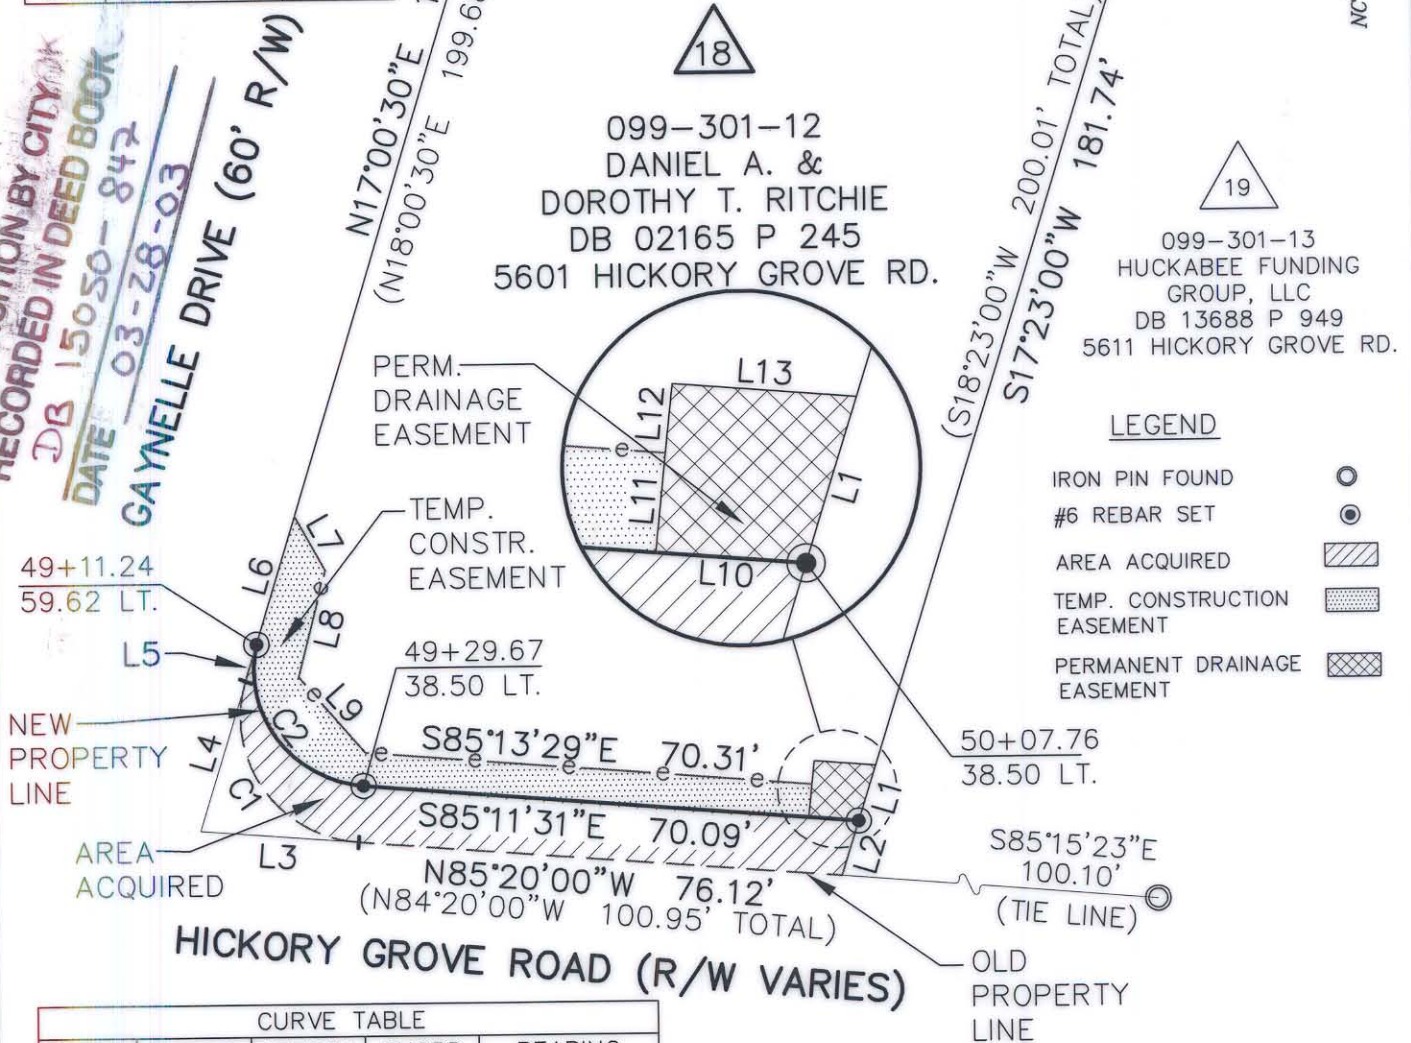 RECORDED IN DEED BOOK
DB 15050-847
DATE 03-28-03
GAYNELLE DRIVE (60' R/W)
N17°00'30"E
(N18°00'30"E
18
099-301-12
DANIEL A. &
DOROTHY T. RITCHIE
DB 02165 P 245
5601 HICKORY GROVE RD.
(S18°23'00"W 200.01' TOTAL)
S17°23'00"W 181.74'
NC
19
099-301-13
HUCKABEE FUNDING
GROUP, LLC
DB 13688 P 949
5611 HICKORY GROVE RD.
PERM.
DRAINAGE
EASEMENT
L13
L12
e
L11
L1
L10
LEGEND
IRON PIN FOUND
#6 REBAR SET
AREA ACQUIRED
TEMP. CONSTRUCTION
EASEMENT
PERMANENT DRAINAGE
EASEMENT
TEMP.
CONSTR.
EASEMENT
L7
L6
e
L8
49+11.24
59.62 LT.
L5
49+29.67
38.50 LT.
e
L9
NEW
PROPERTY
LINE
C2
L4
C1
e
S85°13'29"E 70.31'
e
e
e
e
50+07.76
38.50 LT.
L1
S85°11'31"E 70.09'
L2
AREA
ACQUIRED
L3
N85°20'00"W 76.12'
(N84°20'00"W 100.95' TOTAL)
S85°15'23"E
100.10'
(TIE LINE)
HICKORY GROVE ROAD (R/W VARIES)
OLD
PROPERTY
LINE
CURVE TABLE